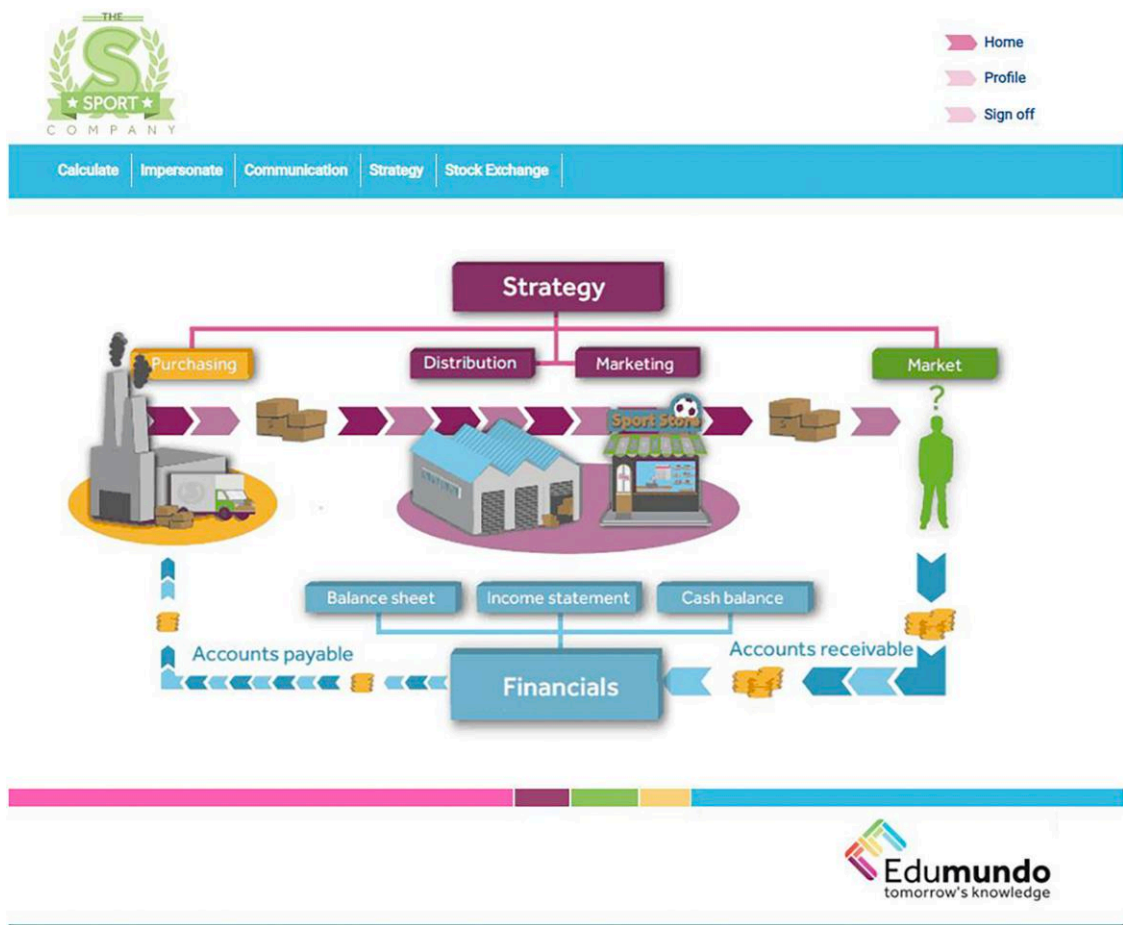 THE
S
SPORT
COMPANY
Home
Profile
Sign off
Calculate Impersonate Communication Strategy Stock Exchange
Strategy
Purchasing
Distribution
Marketing
Market
?
Sport Store
Balance sheet
Income statement
Cash balance
Accounts payable
Accounts receivable
Financials
Edumundo
tomorrow's knowledge